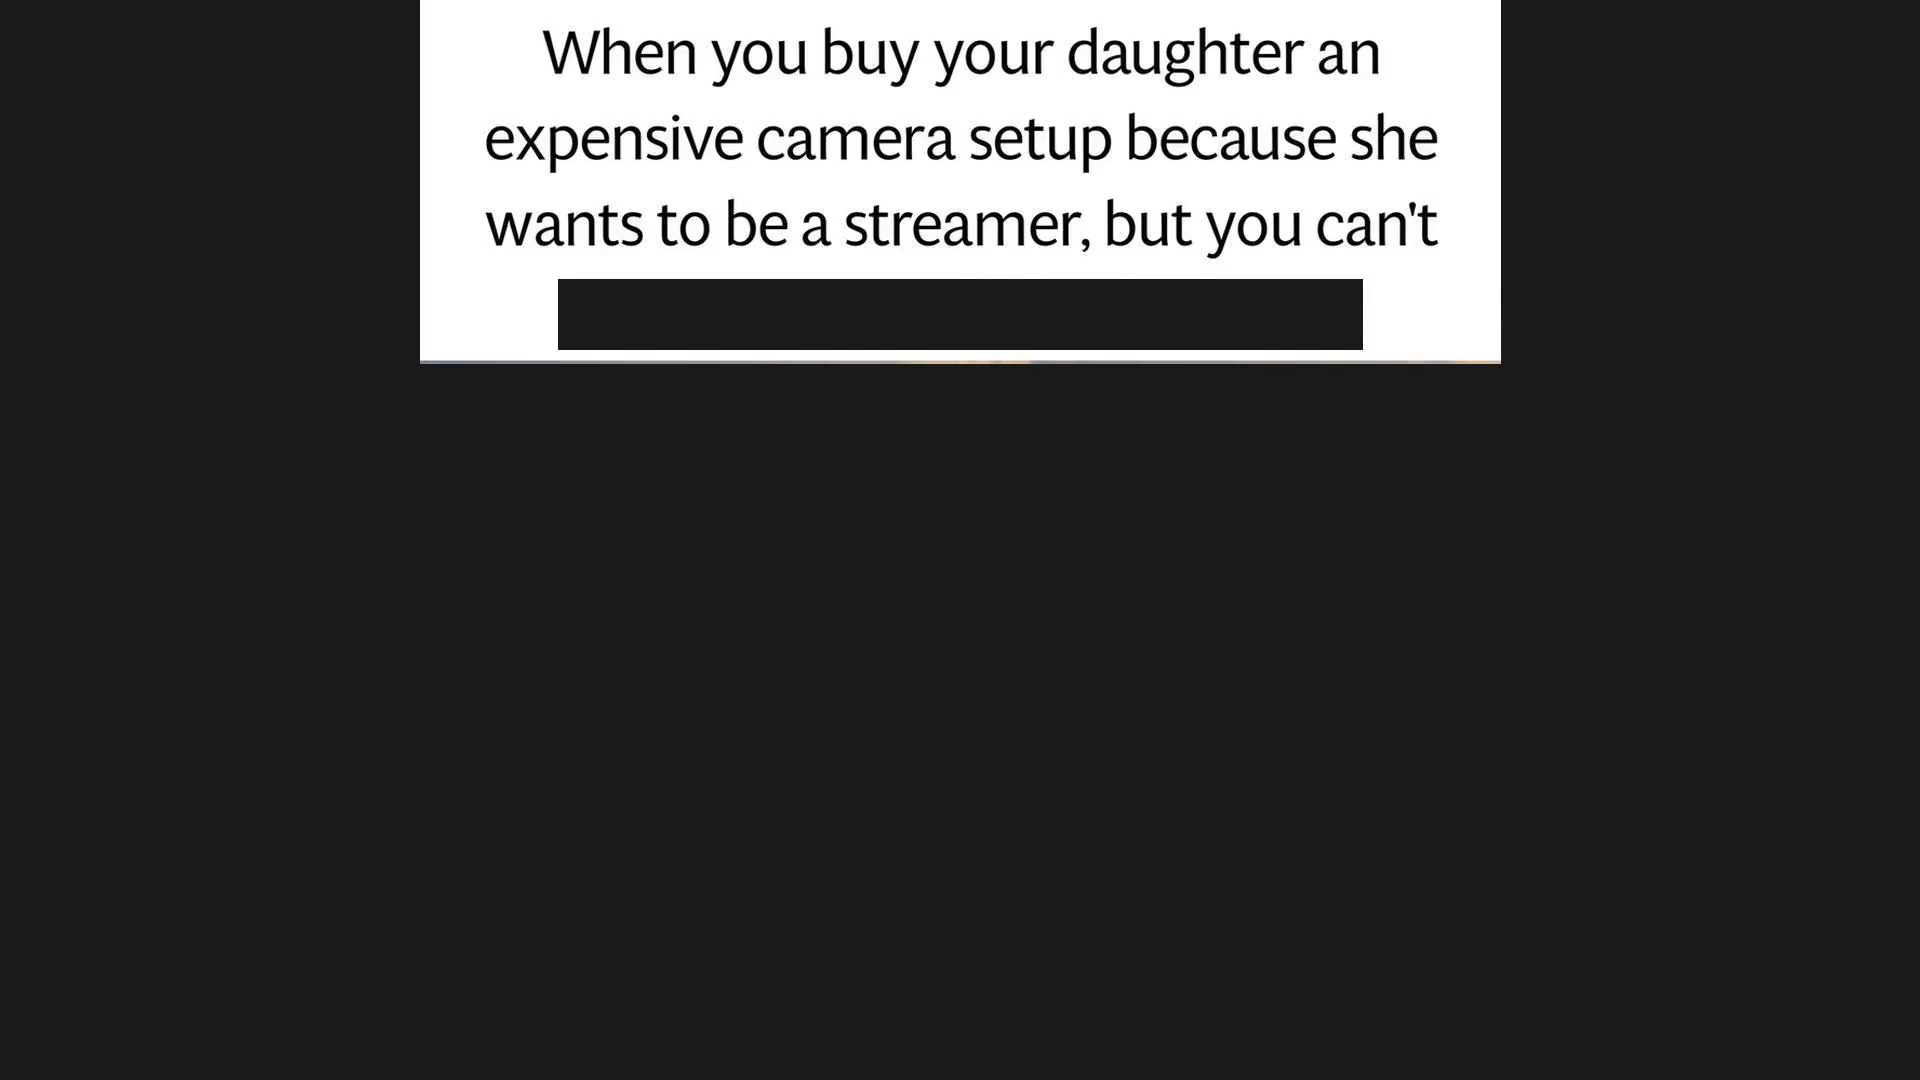 When you buy your daughter an
expensive camera setup because she
wants to be a streamer, but you can't